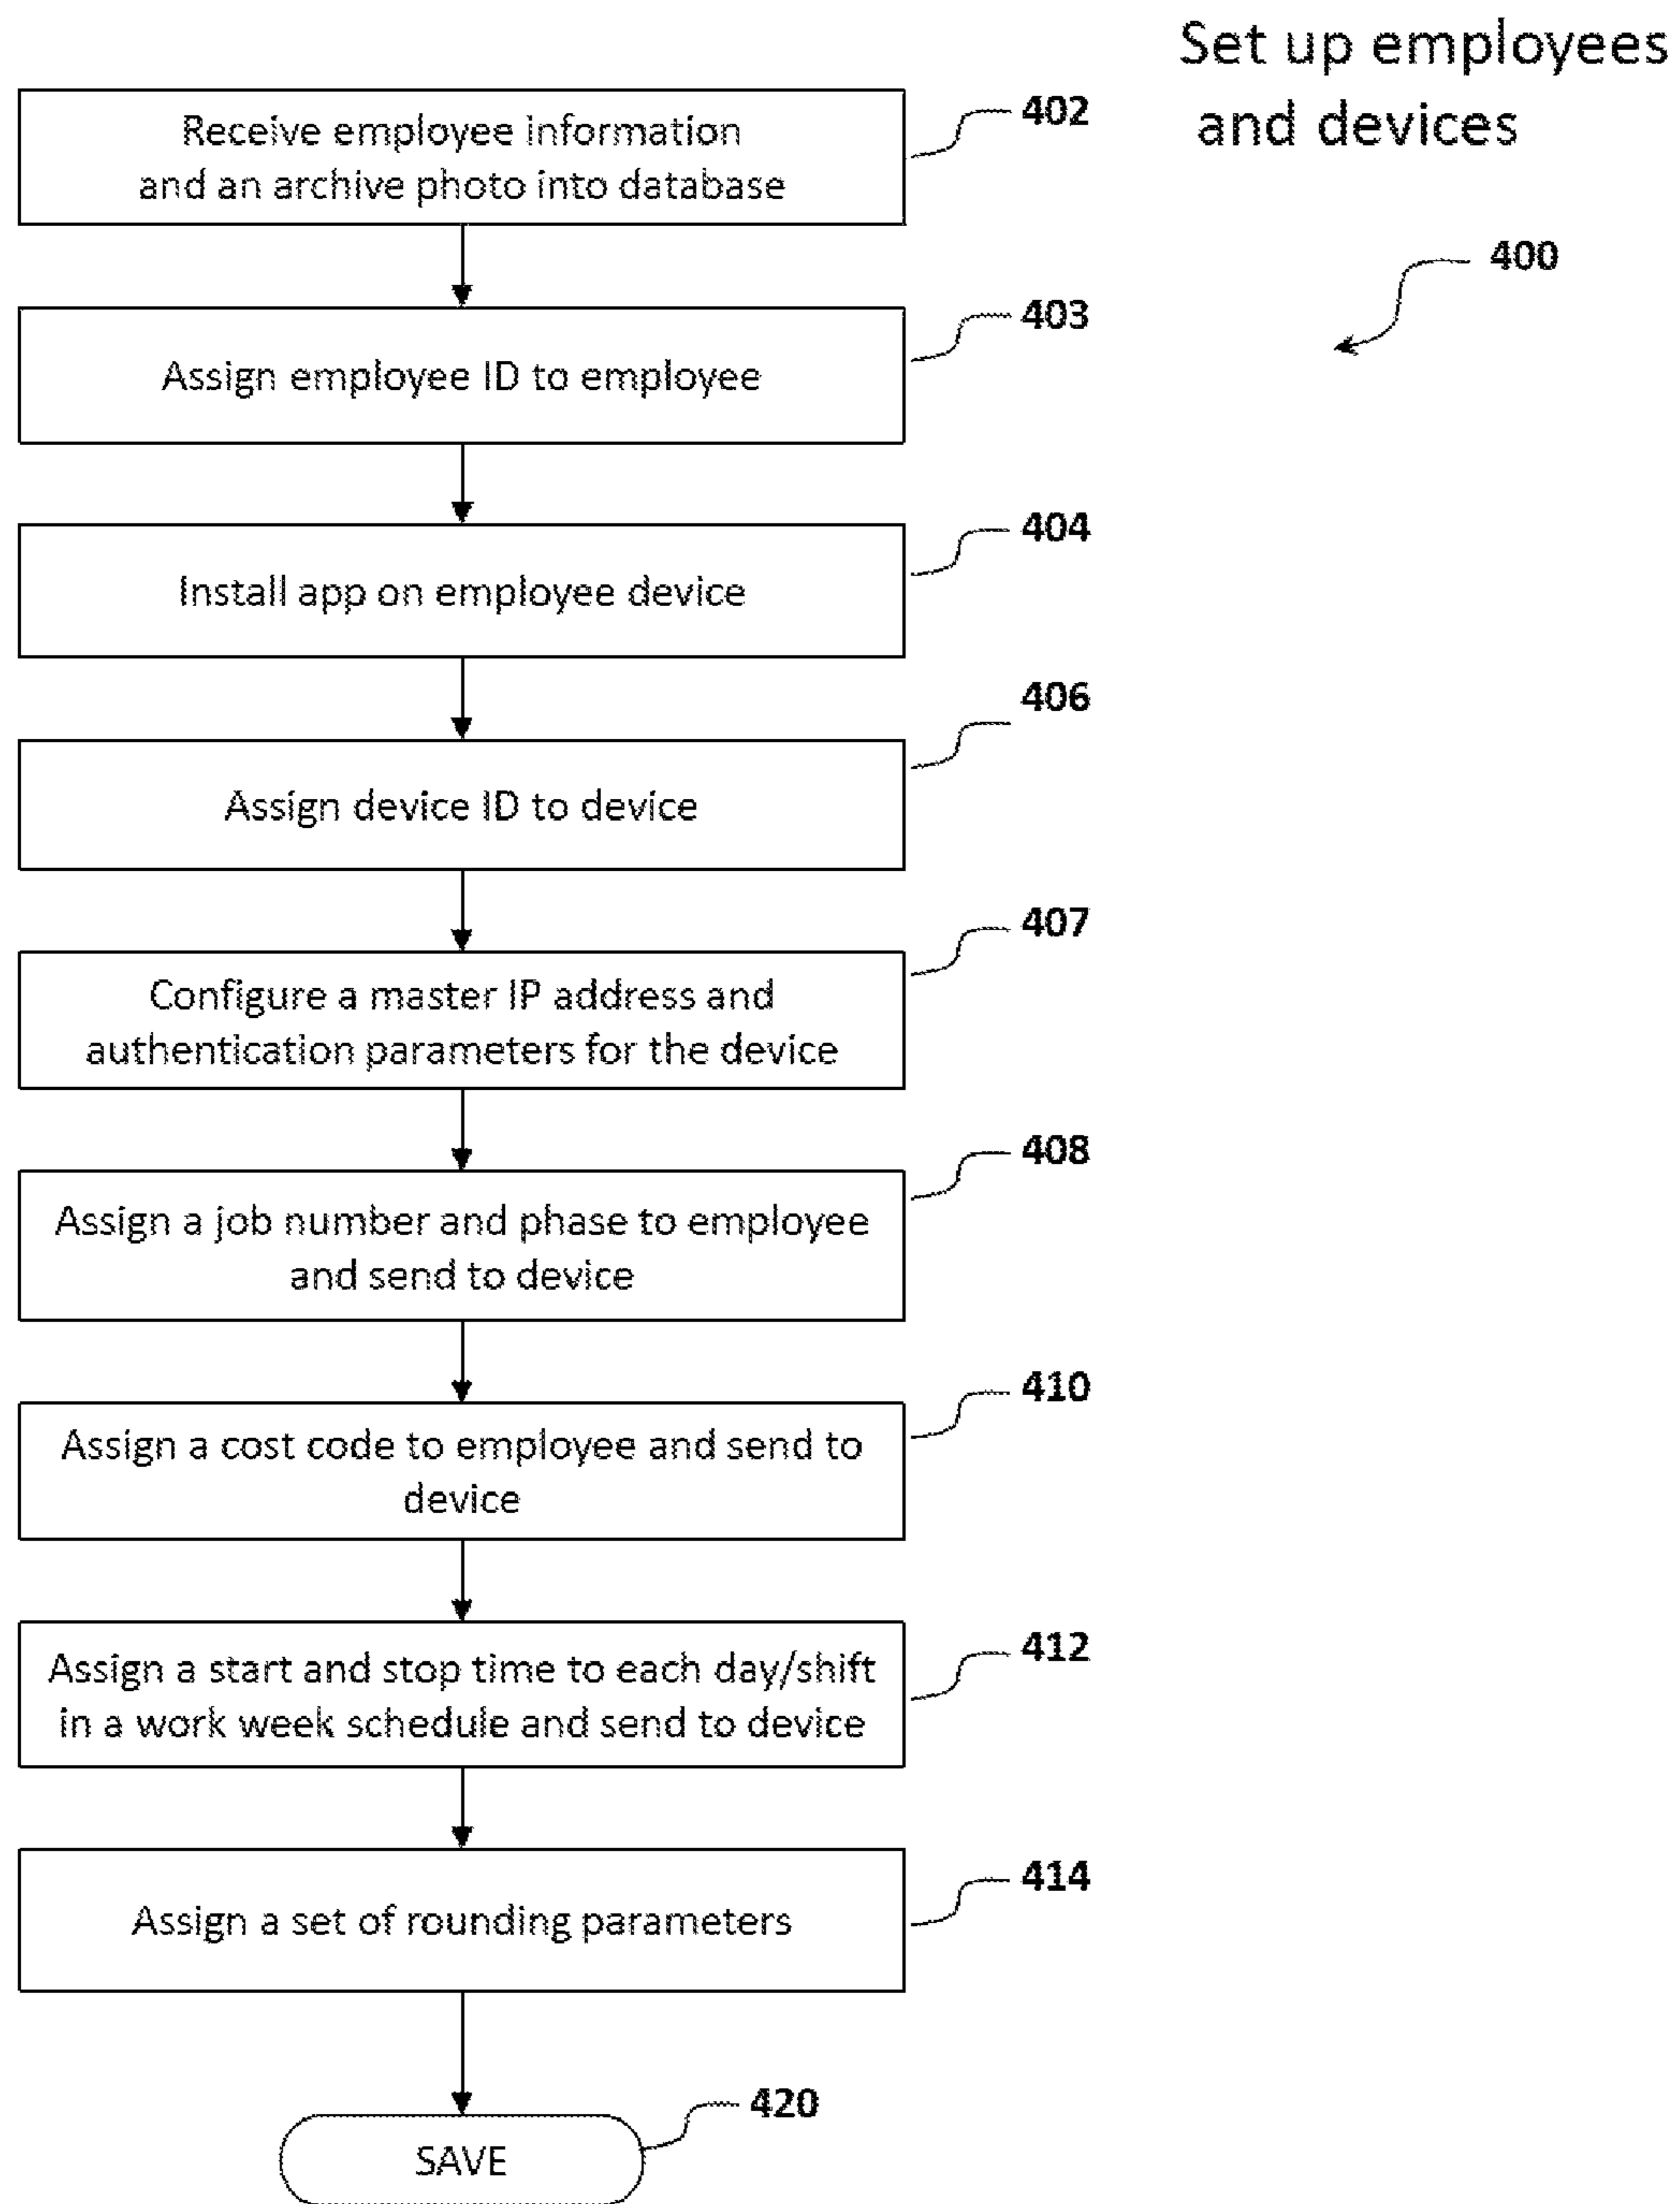 Set up employees
and devices
400
Receive employee information
and an archive photo into database
402
Assign employee ID to employee
403
Install app on employee device
404
Assign device ID to device
406
Configure a master IP address and
authentication parameters for the device
407
Assign a job number and phase to employee
and send to device
408
Assign a cost code to employee and send to
device
410
Assign a start and stop time to each day/shift
in a work week schedule and send to device
412
Assign a set of rounding parameters
414
SAVE
420